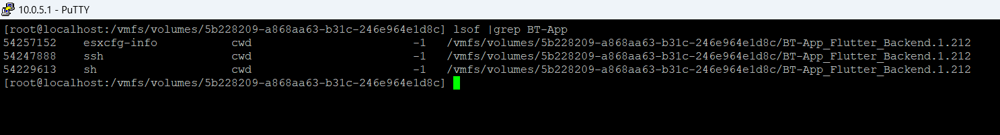 10.0.5.1 - PuTTY
[root@localhost:/vmfs/volumes/5b228209-a868aa63-b31c-246e964e1d8c] lsof |grep BT-App
54257152    esxcfg-info           cwd                        -1   /vmfs/volumes/5b228209-a868aa63-b31c-246e964e1d8c/BT-App_Flutter_Backend.1.212
54247888    ssh                   cwd                        -1   /vmfs/volumes/5b228209-a868aa63-b31c-246e964e1d8c/BT-App_Flutter_Backend.1.212
54229613    sh                    cwd                        -1   /vmfs/volumes/5b228209-a868aa63-b31c-246e964e1d8c/BT-App_Flutter_Backend.1.212
[root@localhost:/vmfs/volumes/5b228209-a868aa63-b31c-246e964e1d8c]